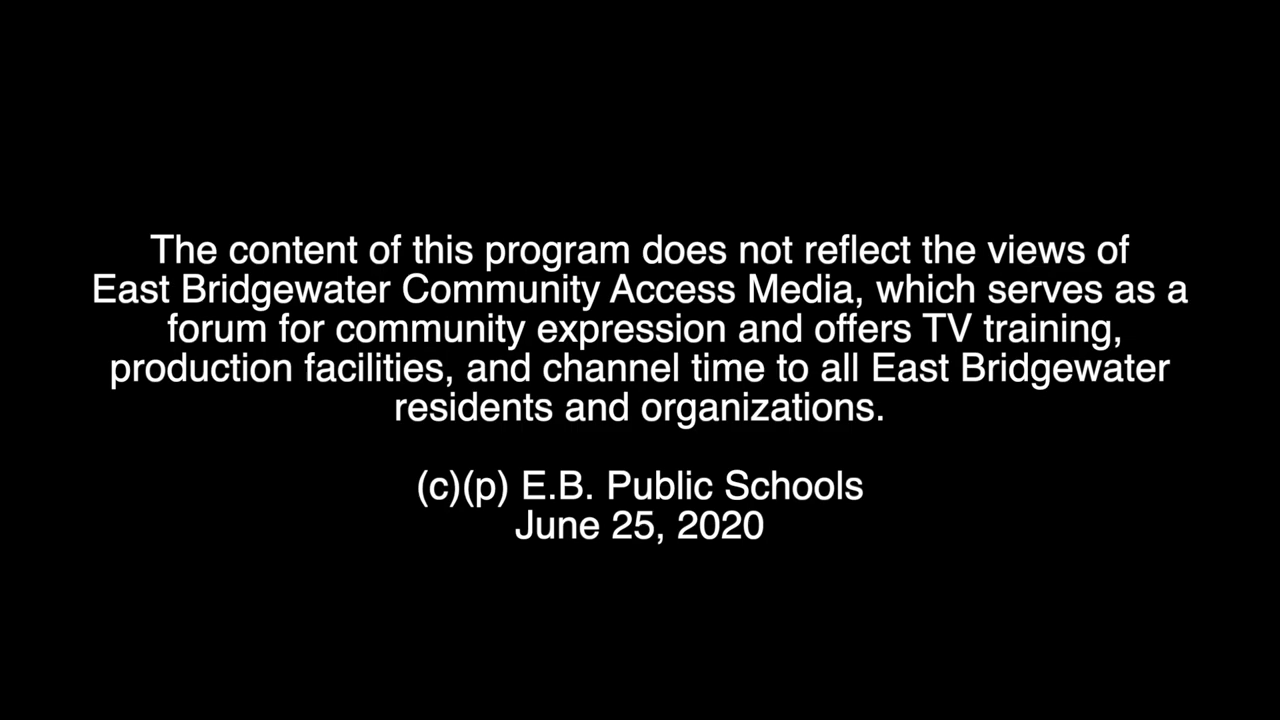 The content of this program does not reflect the views of
East Bridgewater Community Access Media, which serves as a
forum for community expression and offers TV training,
production facilities, and channel time to all East Bridgewater
residents and organizations.
(c)(p) E.B. Public Schools
June 25, 2020